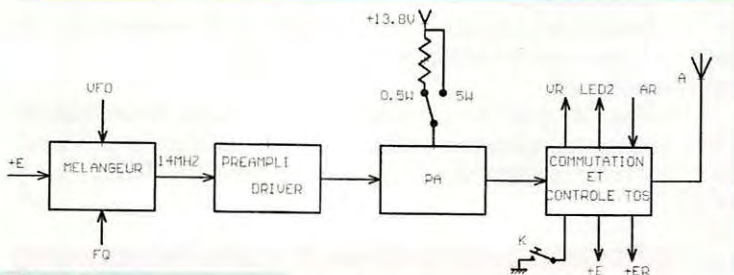 +13.8V
A
VFO
0.5W
5W
VR
LED2
AR
+E
MELANGEUR
14MHZ
PREAMPLI
DRIVER
PA
COMMUTATION
ET
CONTROLE TOS
FQ
K
+E
+ER